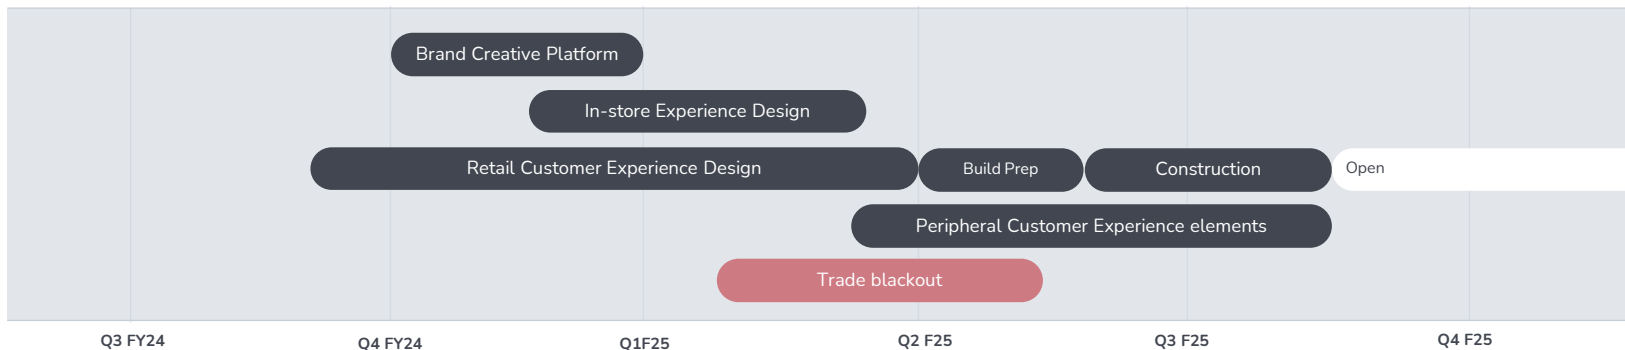 Brand Creative Platform
In-store Experience Design
Retail Customer Experience Design
Build Prep
Construction
Open
Peripheral Customer Experience elements
Trade blackout
Q3 FY24
Q4 FY24
Q1F25
Q2 F25
Q3 F25
Q4 F25